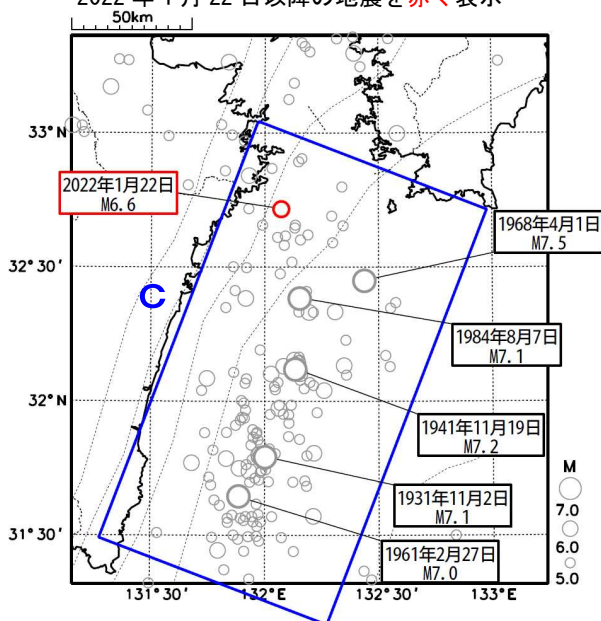 2022年1月22日以降の地震を赤く表示
50km
33°N
2022年1月22日
M6.6
1968年4月1日
M7.5
32°30′
C
1984年8月7日
M7.1
32°N
1941年11月19日
M7.2
1931年11月2日
M7.1
M
7.0
6.0
5.0
31°30′
1961年2月27日
M7.0
131°30′
132°E
132°30′
133°E